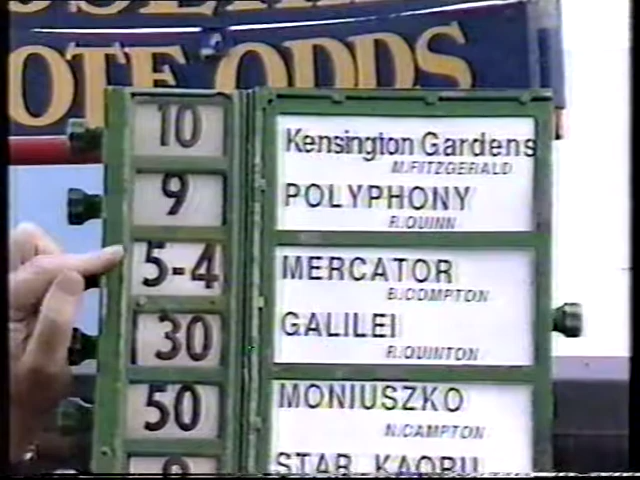 OTE ODDS
10 Kensington Gardens
M.FITZGERALD
9 POLYPHONY
R.QUINN
5-4 MERCATOR
B.COMPTON
30 GALILEI
R.QUINTON
50 MONIUSZKO
N.CAMPTON
STAR KAORU